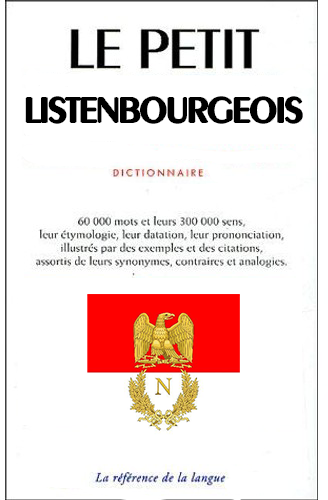 LE PETIT
LISTENBOURGEOIS
DICTIONNAIRE
60 000 mots et leurs 300 000 sens,
leur étymologie, leur datation, leur prononciation,
illustrés par des exemples et des citations,
assortis de leurs synonymes, contraires et analogies.
N
La référence de la langue